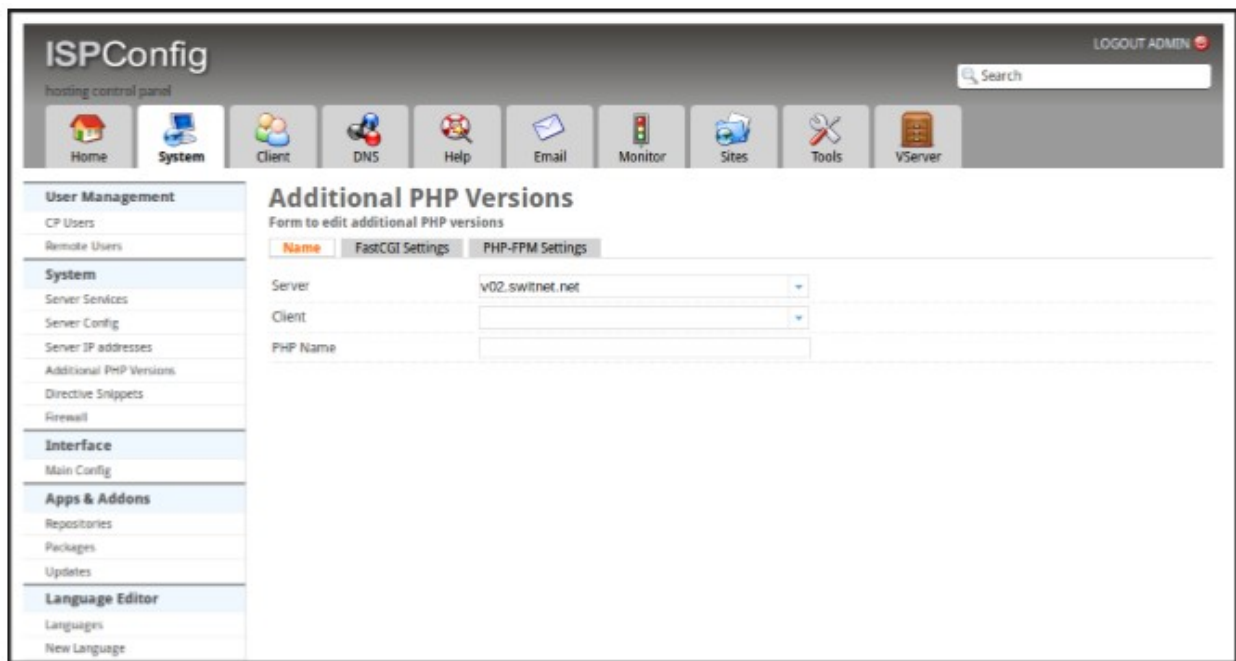 ISPConfig
hosting control panel
LOGOUT ADMIN
Search
Home System Client DNS Help Email Monitor Sites Tools VServer
User Management
CP Users
Remote Users
System
Server Services
Server Config
Server IP addresses
Additional PHP Versions
Directive Snippets
Firewall
Interface
Main Config
Apps & Addons
Repositories
Packages
Updates
Language Editor
Languages
New Language
Additional PHP Versions
Form to edit additional PHP versions
Name FastCGI Settings PHP-FPM Settings
Server v02.switnet.net
Client
PHP Name